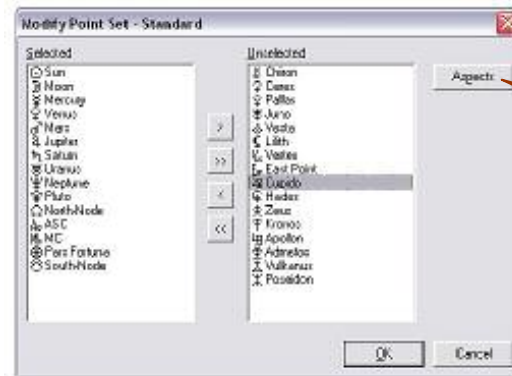 Modify Point Set - Standard
Selected
Sun
Moon
Mercury
Venus
Mars
Jupiter
Saturn
Uranus
Neptune
Pluto
North-Node
ASC
MC
Pars Fortuna
South-Node
>
>>
<
<<
Unselected
Chiron
Ceres
Pallas
Juno
Vesta
Lilith
Vertex
East Point
Cupido
Hades
Zeus
Kronos
Apollon
Admetos
Vulkanus
Poseidon
Aspects
OK
Cancel